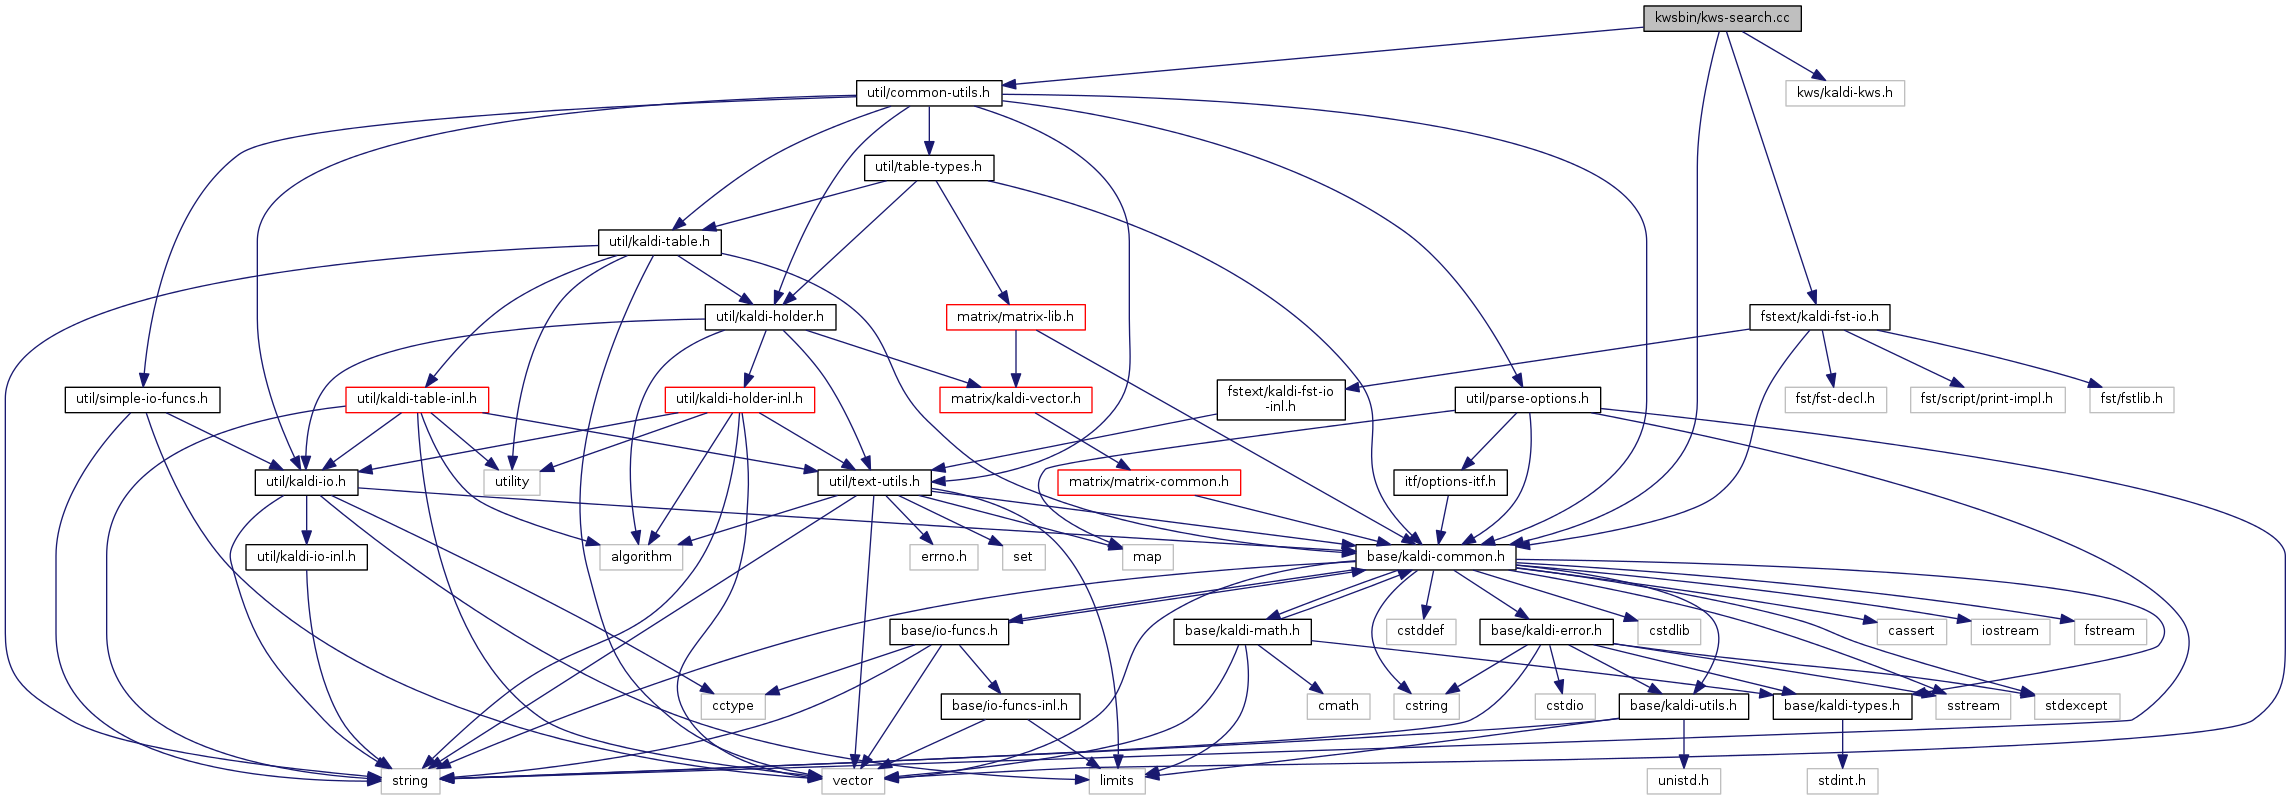 kwsbin/kws-search.cc
util/common-utils.h
kws/kaldi-kws.h
util/table-types.h
util/kaldi-table.h
util/kaldi-holder.h
matrix/matrix-lib.h
fstext/kaldi-fst-io.h
util/simple-io-funcs.h
util/kaldi-table-inl.h
util/kaldi-holder-inl.h
matrix/kaldi-vector.h
fstext/kaldi-fst-io
-inl.h
util/parse-options.h
fst/fst-decl.h
fst/script/print-impl.h
fst/fstlib.h
util/kaldi-io.h
utility
util/text-utils.h
matrix/matrix-common.h
itf/options-itf.h
util/kaldi-io-inl.h
algorithm
errno.h
set
map
base/kaldi-common.h
base/io-funcs.h
base/kaldi-math.h
cstddef
base/kaldi-error.h
cstdlib
cassert
iostream
fstream
cctype
base/io-funcs-inl.h
cmath
cstring
cstdio
base/kaldi-utils.h
base/kaldi-types.h
sstream
stdexcept
string
vector
limits
unistd.h
stdint.h